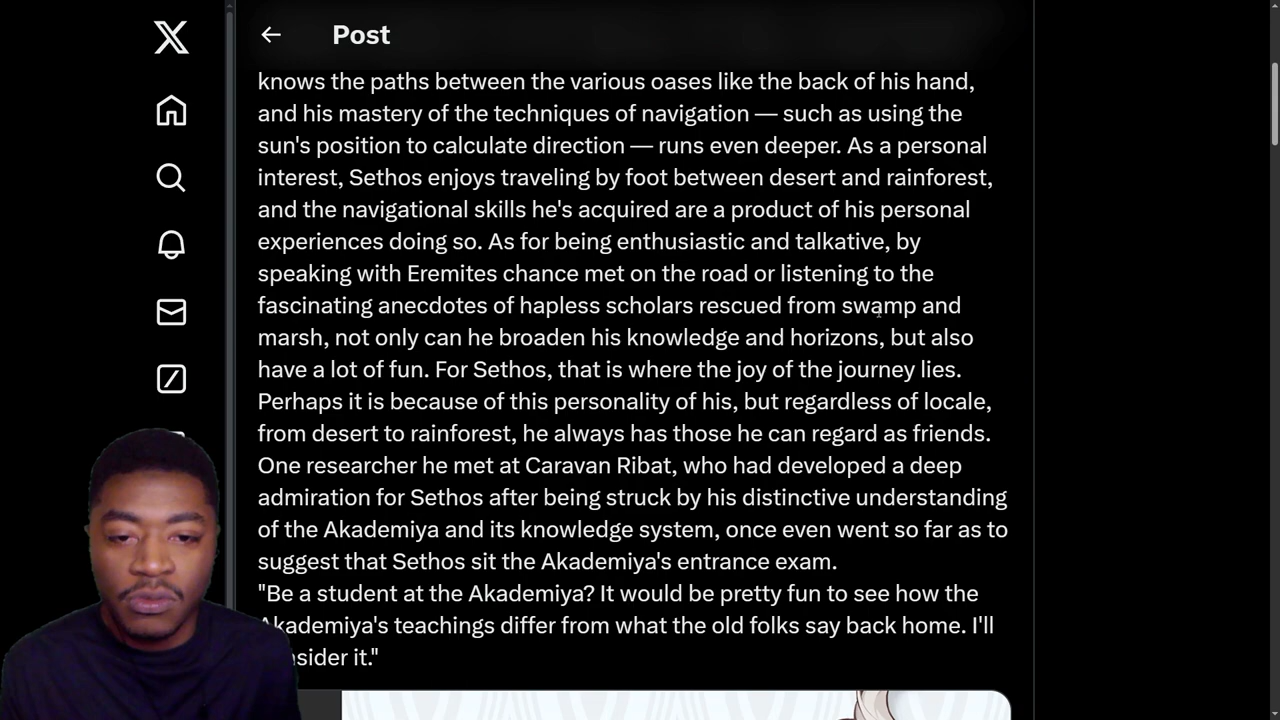 Post
knows the paths between the various oases like the back of his hand,
and his mastery of the techniques of navigation — such as using the
sun's position to calculate direction — runs even deeper. As a personal
interest, Sethos enjoys traveling by foot between desert and rainforest,
and the navigational skills he's acquired are a product of his personal
experiences doing so. As for being enthusiastic and talkative, by
speaking with Eremites chance met on the road or listening to the
fascinating anecdotes of hapless scholars rescued from swamp and
marsh, not only can he broaden his knowledge and horizons, but also
have a lot of fun. For Sethos, that is where the joy of the journey lies.
Perhaps it is because of this personality of his, but regardless of locale,
from desert to rainforest, he always has those he can regard as friends.
One researcher he met at Caravan Ribat, who had developed a deep
admiration for Sethos after being struck by his distinctive understanding
of the Akademiya and its knowledge system, once even went so far as to
suggest that Sethos sit the Akademiya's entrance exam.
"Be a student at the Akademiya? It would be pretty fun to see how the
Akademiya's teachings differ from what the old folks say back home. I'll
it."